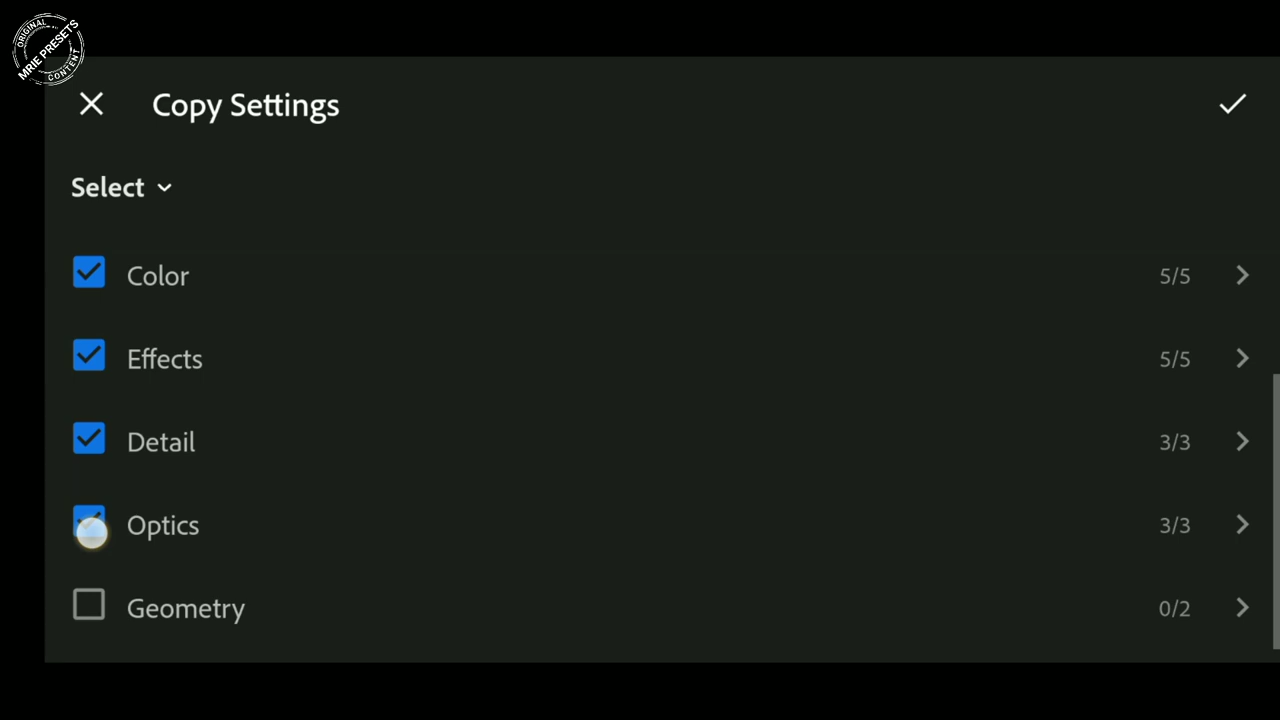 ORIGINAL
MRIE PRESETS
CONTENT
Copy Settings
Select
Color 5/5
Effects 5/5
Detail 3/3
Optics 3/3
Geometry 0/2